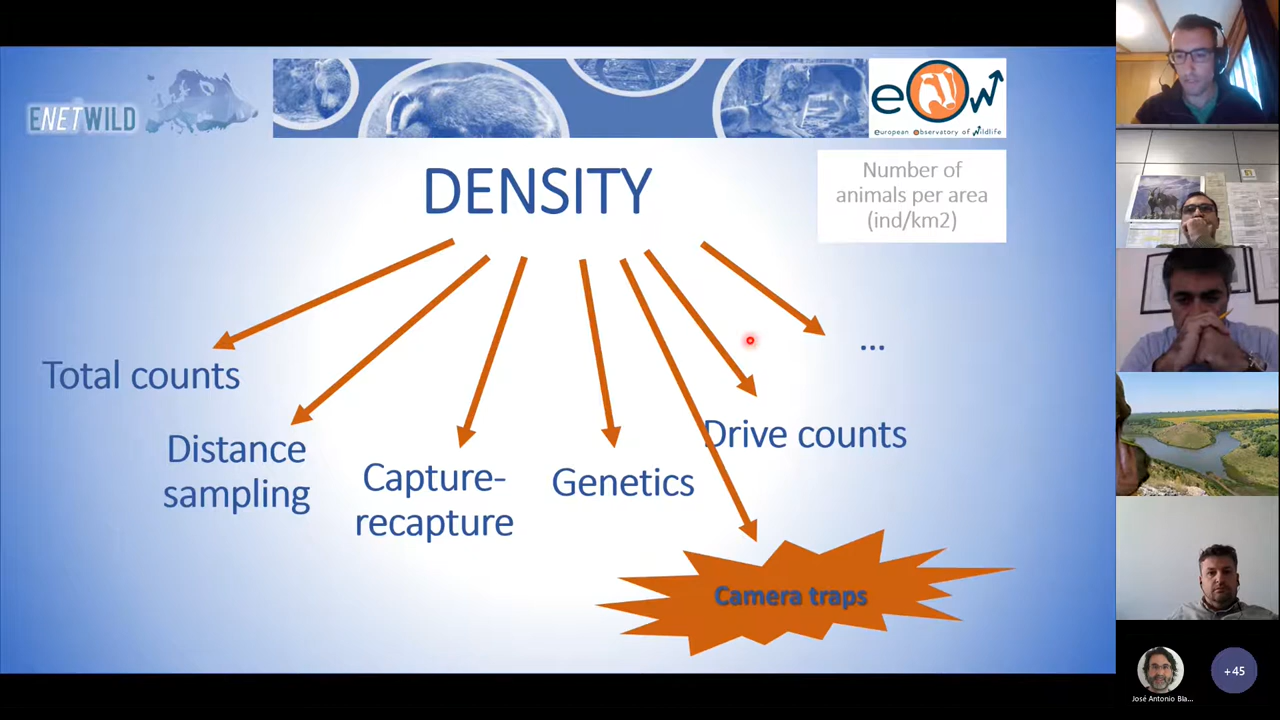 ENETWILD
eOw
european Observatory of Wildlife
DENSITY
Number of
animals per area
(ind/km2)
...
Total counts
Distance
sampling
Capture-
recapture
Genetics
Drive counts
Camera traps
José Antonio Bla...
+45